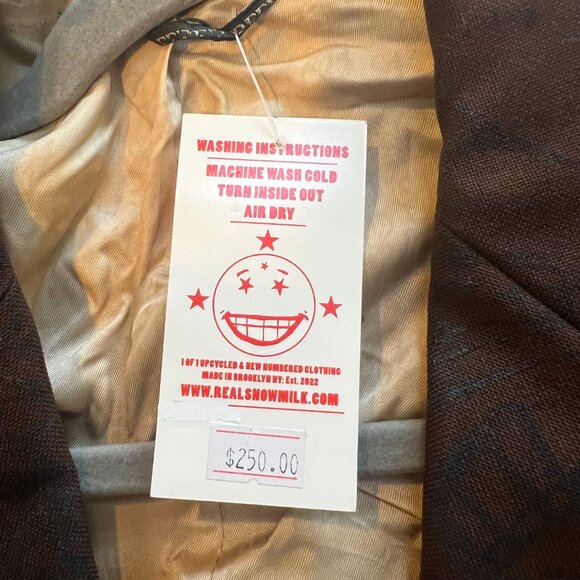 WASHING INSTRUCTIONS
MACHINE WASH COLD
TURN INSIDE OUT
AIR DRY
1 OF 1 UPCYCLED & NEW NUMBERED CLOTHING
MADE IN BROOKLYN NY: Est. 2022
WWW.REALSNOWMILK.COM
$250.00